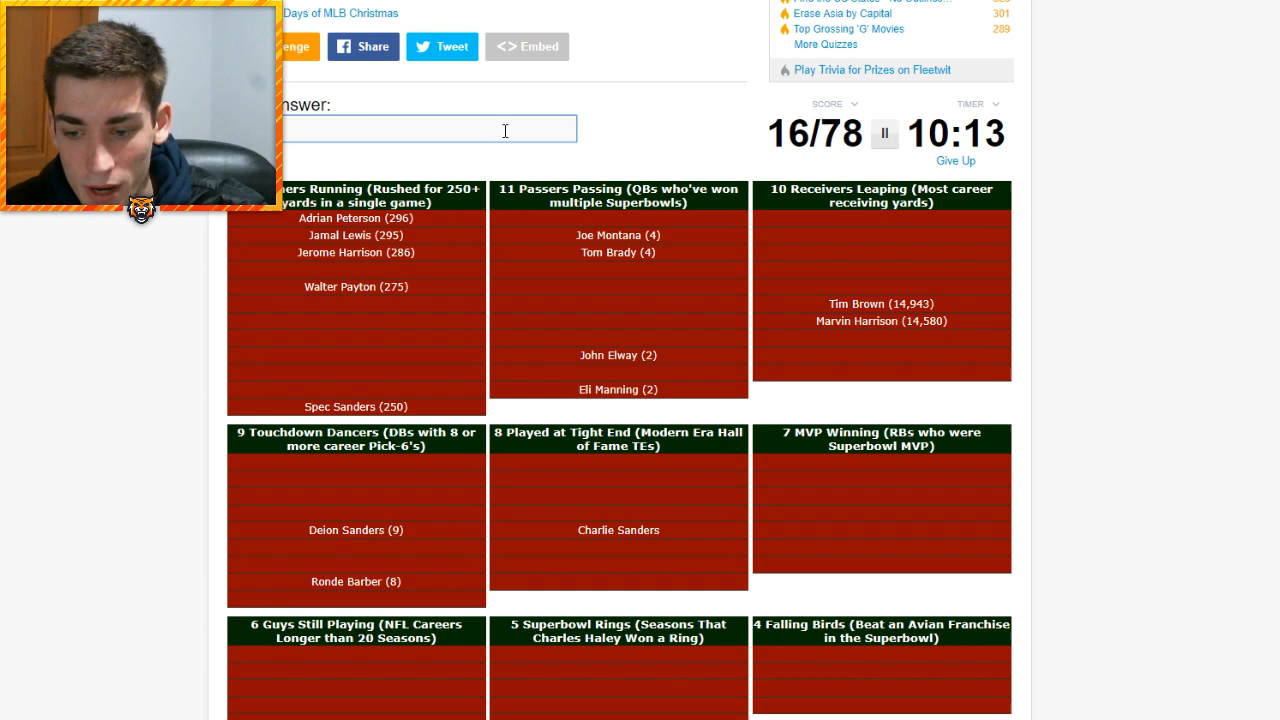 Days of MLB Christmas
enge
Share
Tweet
<> Embed
Erase Asia by Capital 301
Top Grossing 'G' Movies 289
More Quizzes
Play Trivia for Prizes on Fleetwit
nswer:
SCORE
TIMER
16/78
10:13
Give Up
ners Running (Rushed for 250+
yards in a single game)
Adrian Peterson (296)
Jamal Lewis (295)
Jerome Harrison (286)
Walter Payton (275)
Spec Sanders (250)
11 Passers Passing (QBs who've won
multiple Superbowls)
Joe Montana (4)
Tom Brady (4)
John Elway (2)
Eli Manning (2)
10 Receivers Leaping (Most career
receiving yards)
Tim Brown (14,943)
Marvin Harrison (14,580)
9 Touchdown Dancers (DBs with 8 or
more career Pick-6's)
Deion Sanders (9)
Ronde Barber (8)
8 Played at Tight End (Modern Era Hall
of Fame TEs)
Charlie Sanders
7 MVP Winning (RBs who were
Superbowl MVP)
6 Guys Still Playing (NFL Careers
Longer than 20 Seasons)
5 Superbowl Rings (Seasons That
Charles Haley Won a Ring)
4 Falling Birds (Beat an Avian Franchise
in the Superbowl)